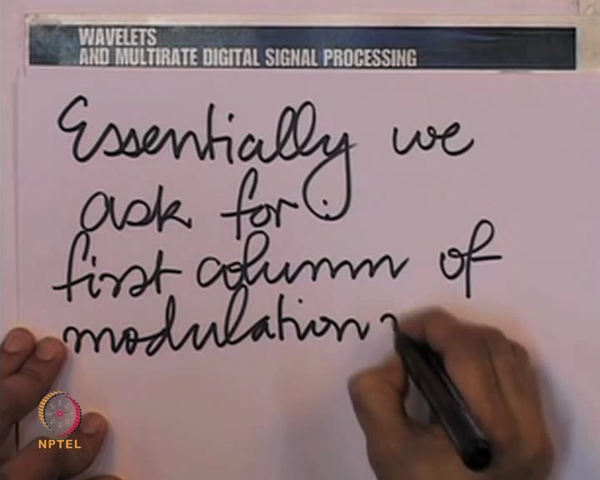 WAVELETS
AND MULTIRATE DIGITAL SIGNAL PROCESSING
Essentially we
ask for :
first column of
modulation
NPTEL